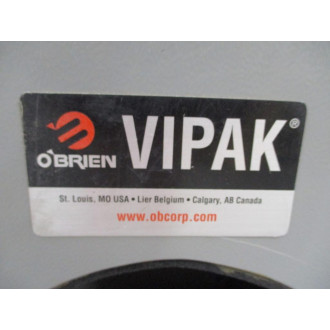 O'BRIEN VIPAK®
St. Louis, MO USA • Lier Belgium • Calgary, AB Canada
www.obcorp.com